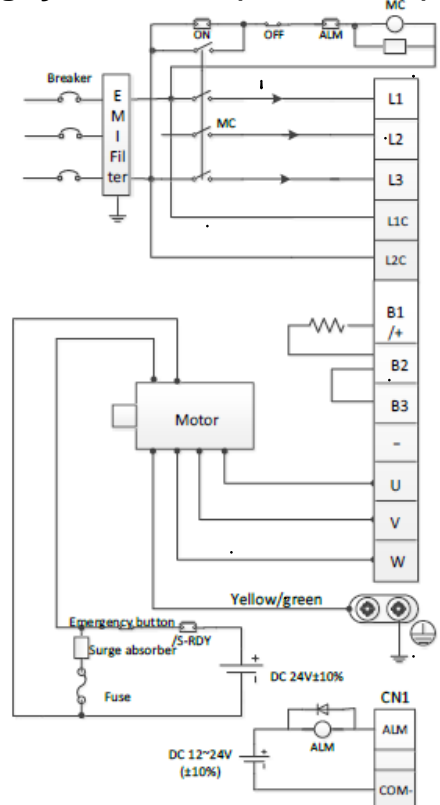 MC
ON
OFF
ALM
Breaker
E
M
I
Fil
ter
MC
L1
L2
L3
L1C
L2C
B1
/+
B2
B3
–
U
V
W
Motor
Yellow/green
Emergency button
/S-RDY
Surge absorber
Fuse
+
DC 24V±10%
CN1
ALM
ALM
DC 12~24V
(±10%)
+
COM-